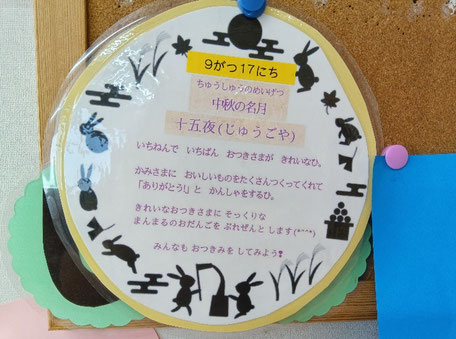 9がつ17にち
ちゅうしゅうのめいげつ
中秋の名月
十五夜(じゅうごや)
いちねんで いちばん おつきさまが きれいなひ。
かみさまに おいしいものをたくさんつくってくれて
「ありがとう!」と かんしゃをするひ。
きれいなおつきさまに そっくりな
まんまるのおだんごを ぷれぜんと します(*^^*)
みんなも おつきみを してみよう❣